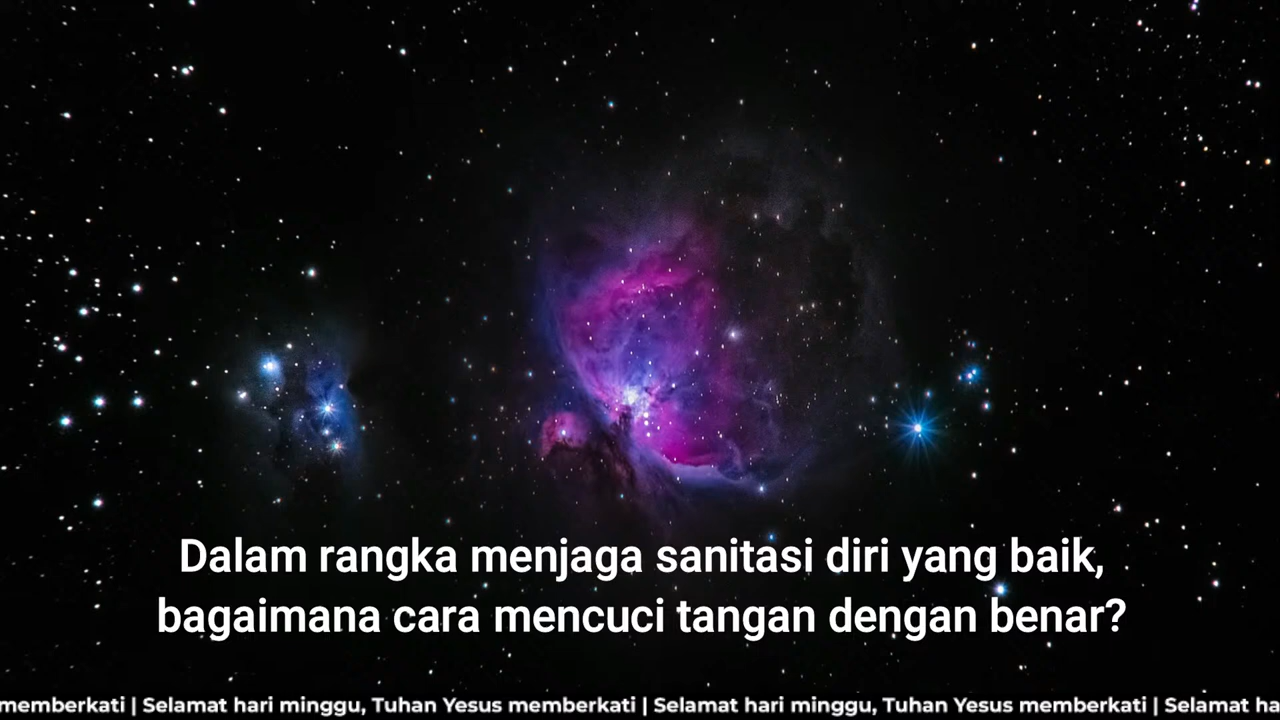 Dalam rangka menjaga sanitasi diri yang baik,
bagaimana cara mencuci tangan dengan benar?
memberkati | Selamat hari minggu, Tuhan Yesus memberkati | Selamat hari minggu, Tuhan Yesus memberkati | Selamat ha